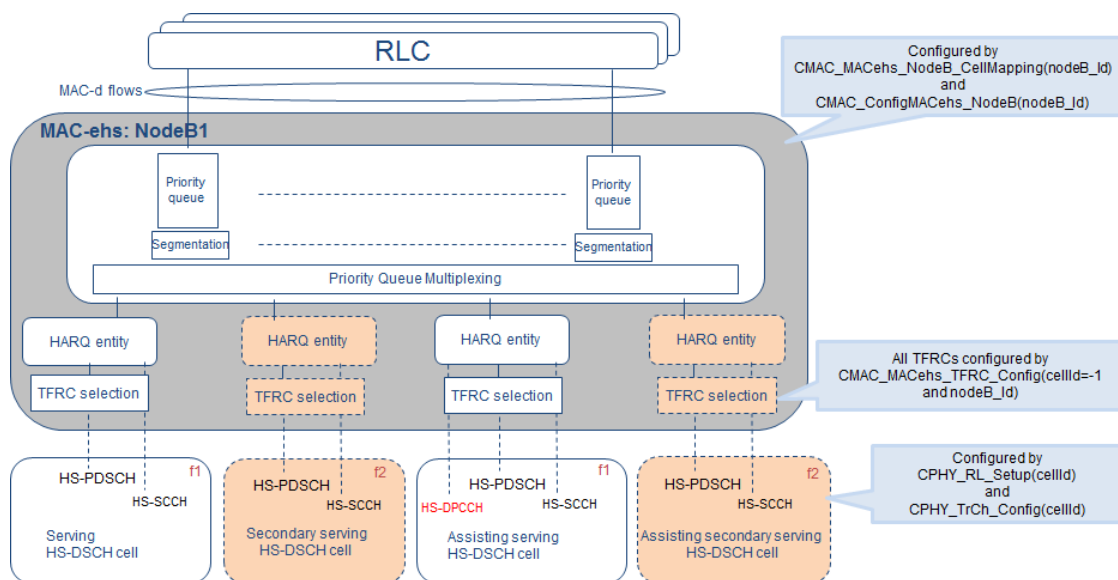 RLC
MAC-d flows
Configured by
CMAC_MACehs_NodeB_CellMapping(nodeB_Id)
and
CMAC_ConfigMACehs_NodeB(nodeB_Id)
MAC-ehs: NodeB1
Priority
queue
Priority
queue
Segmentation
Segmentation
Priority Queue Multiplexing
HARQ entity
HARQ entity
HARQ entity
HARQ entity
TFRC selection
TFRC selection
TFRC selection
TFRC selection
All TFRCs configured by
CMAC_MACehs_TFRC_Config(cellId=-1
and nodeB_Id)
f1
HS-PDSCH
HS-SCCH
Serving
HS-DSCH cell
f2
HS-PDSCH
HS-SCCH
Secondary serving
HS-DSCH cell
f1
HS-PDSCH
HS-DPCCH
HS-SCCH
Assisting serving
HS-DSCH cell
f2
HS-PDSCH
HS-SCCH
Assisting secondary serving
HS-DSCH cell
Configured by
CPHY_RL_Setup(cellId)
and
CPHY_TrCh_Config(cellId)